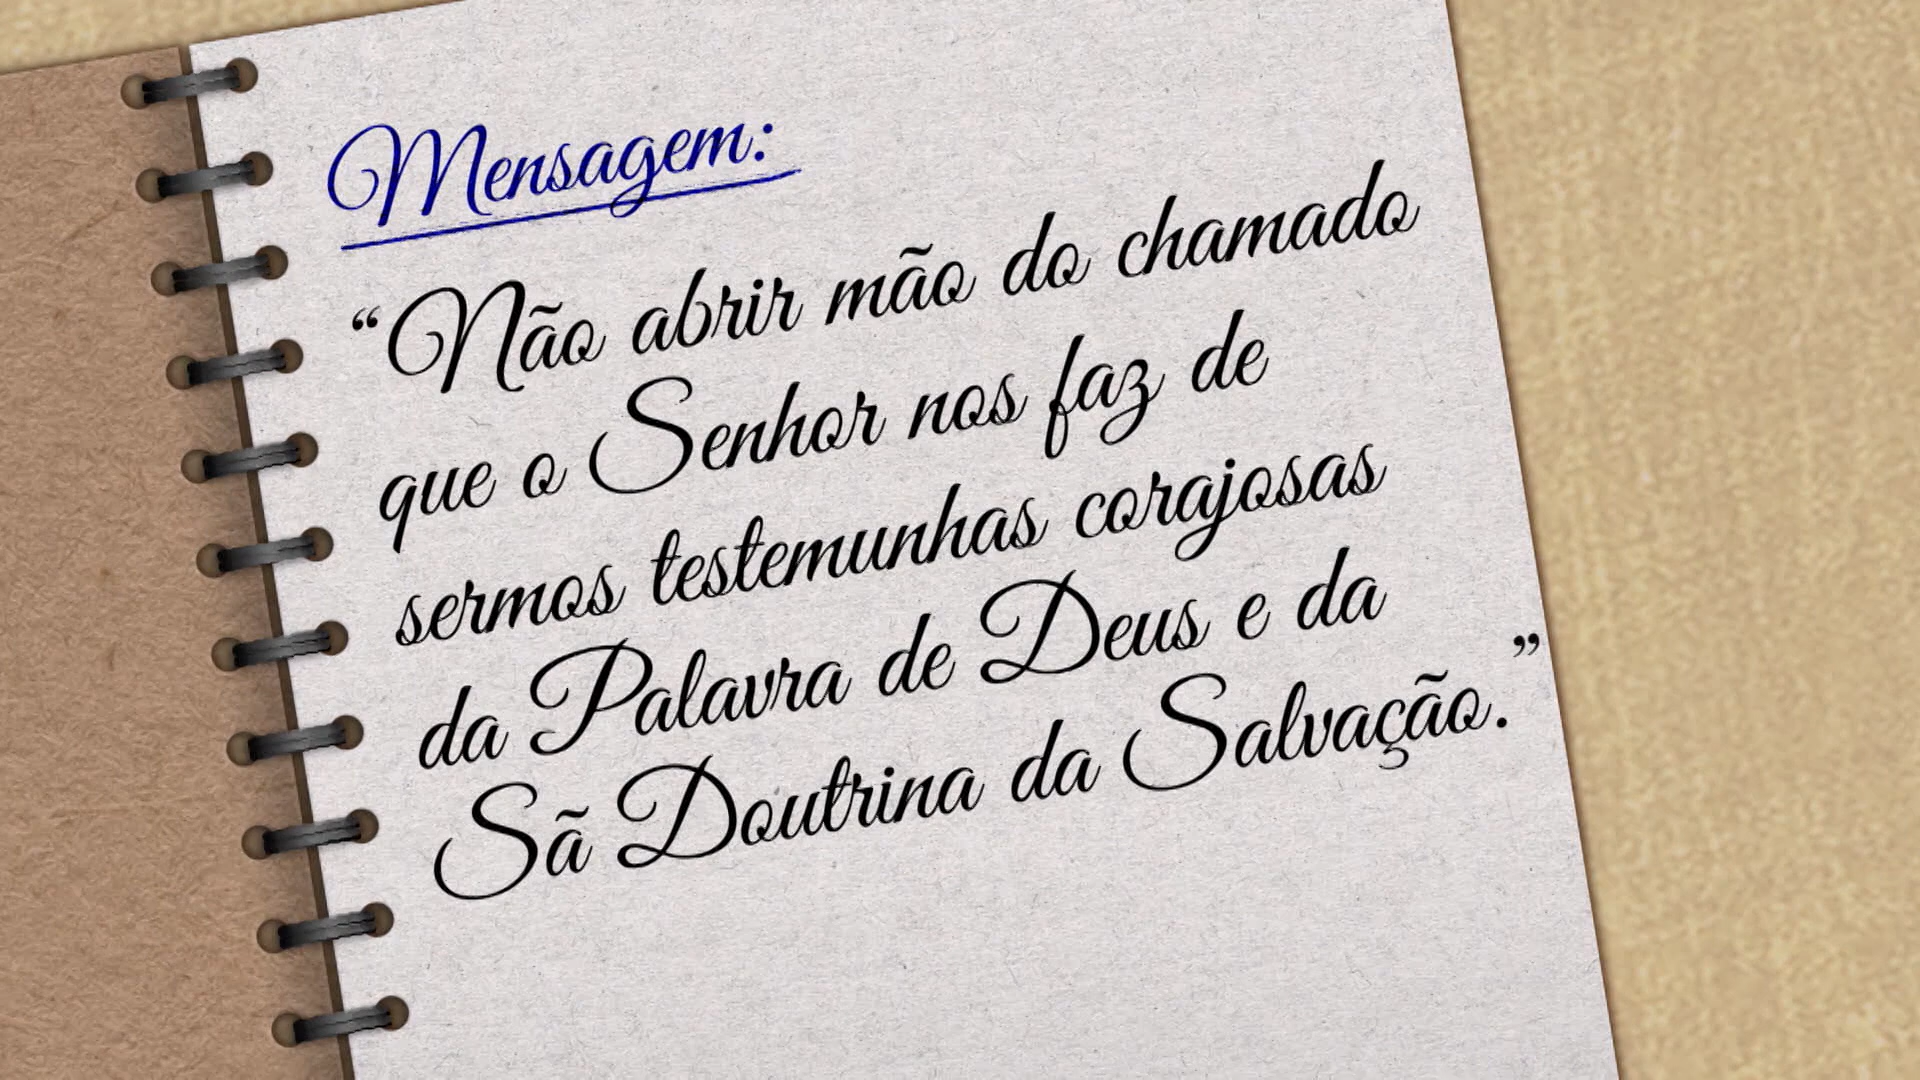 Mensagem:
“Não abrir mão do chamado
que o Senhor nos faz de
sermos testemunhas corajosas
da Palavra de Deus e da
Sã Doutrina da Salvação.”